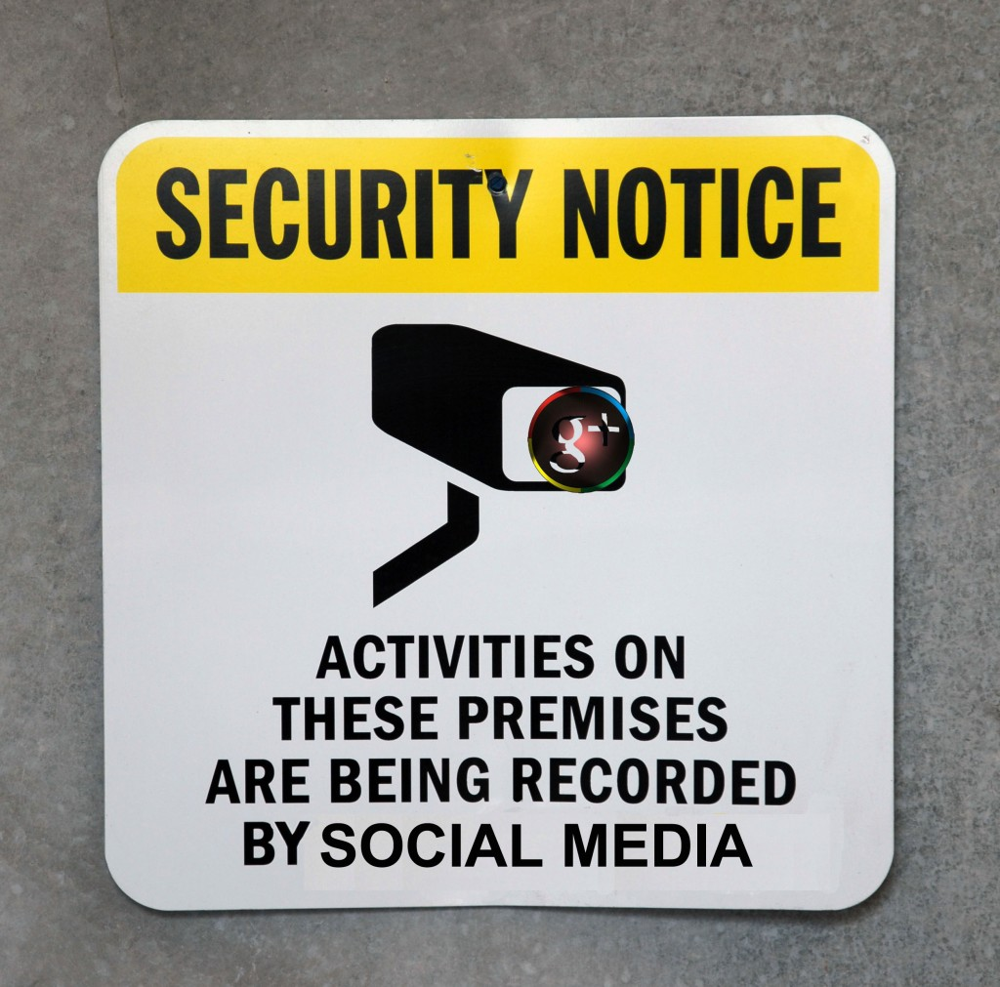 SECURITY NOTICE
g+
ACTIVITIES ON
THESE PREMISES
ARE BEING RECORDED
BY SOCIAL MEDIA